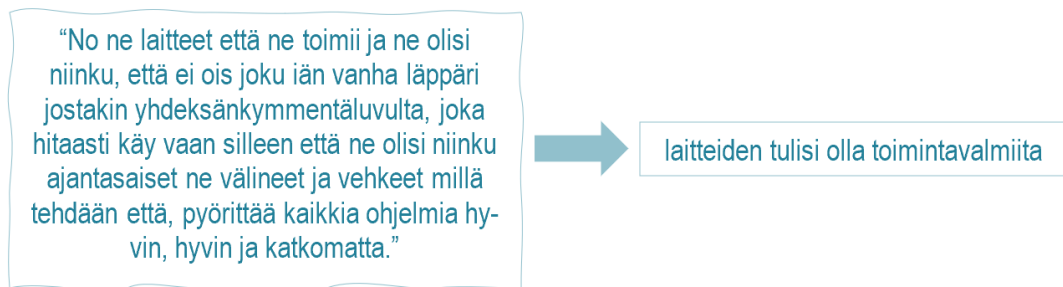 “No ne laitteet että ne toimii ja ne olisi
niinku, että ei ois joku iän vanha läppäri
jostakin yhdeksänkymmentäluvulta, joka
hitaasti käy vaan silleen että ne olisi niinku
ajantasaiset ne välineet ja vehkeet millä
tehdään että, pyörittää kaikkia ohjelmia hy-
vin, hyvin ja katkomatta.”
laitteiden tulisi olla toimintavalmiita